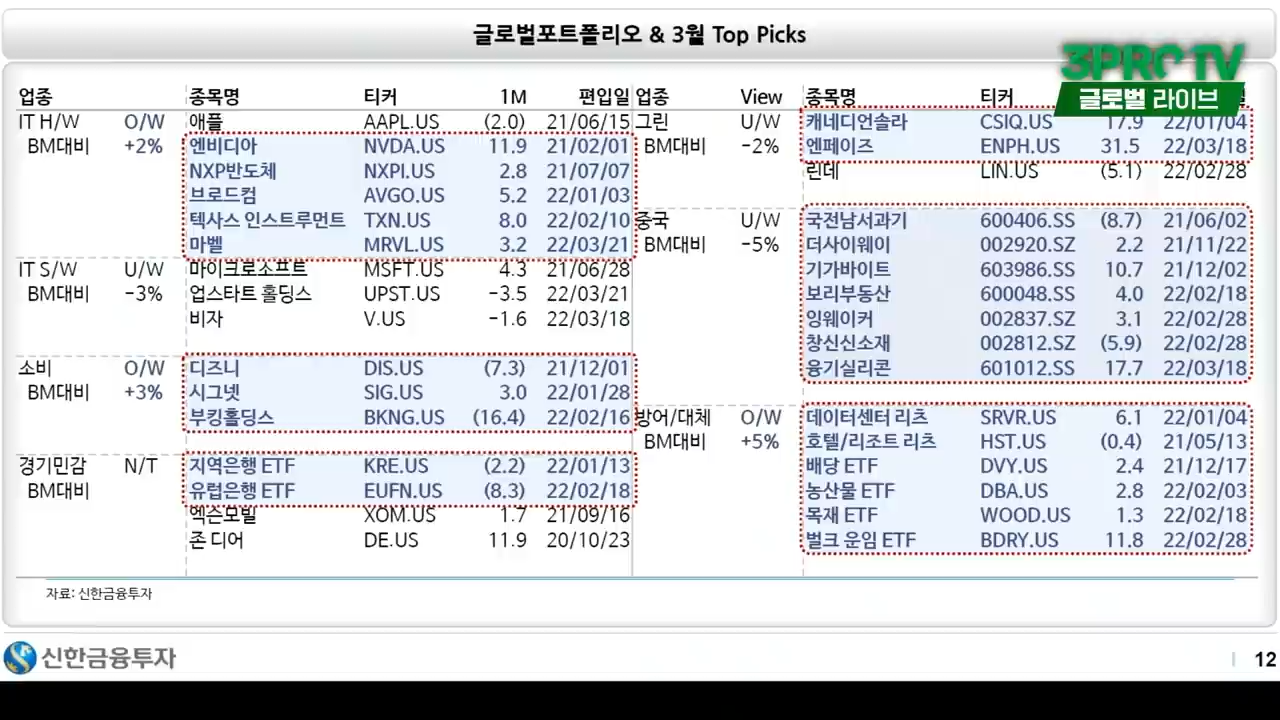 글로벌포트폴리오 & 3월 Top Picks
3PRO TV
글로벌 라이브
업종 종목명 티커 1M 편입일
IT H/W O/W 애플 AAPL.US (2.0) 21/06/15
BM대비 +2% 엔비디아 NVDA.US 11.9 21/02/01
NXP반도체 NXPI.US 2.8 21/07/07
브로드컴 AVGO.US 5.2 22/01/03
텍사스 인스트루먼트 TXN.US 8.0 22/02/10
마벨 MRVL.US 3.2 22/03/21
IT S/W U/W 마이크로소프트 MSFT.US 4.3 21/06/28
BM대비 -3% 업스타트 홀딩스 UPST.US -3.5 22/03/21
비자 V.US -1.6 22/03/18
소비 O/W 디즈니 DIS.US (7.3) 21/12/01
BM대비 +3% 시그넷 SIG.US 3.0 22/01/28
부킹홀딩스 BKNG.US (16.4) 22/02/16
경기민감 N/T 지역은행 ETF KRE.US (2.2) 22/01/13
BM대비 유럽은행 ETF EUFN.US (8.3) 22/02/18
엑슨모빌 XOM.US 1.7 21/09/16
존 디어 DE.US 11.9 20/10/23
업종 View 종목명 티커
그린 U/W 캐네디언솔라 CSIQ.US 17.9 22/01/04
BM대비 -2% 엔페이즈 ENPH.US 31.5 22/03/18
린데 LIN.US (5.1) 22/02/28
중국 U/W 국전남서과기 600406.SS (8.7) 21/06/02
BM대비 -5% 더사이웨이 002920.SZ 2.2 21/11/22
기가바이트 603986.SS 10.7 21/12/02
보리부동산 600048.SS 4.0 22/02/18
잉웨이커 002837.SZ 3.1 22/02/28
창신신소재 002812.SZ (5.9) 22/02/28
융기실리콘 601012.SS 17.7 22/03/18
방어/대체 O/W 데이터센터 리츠 SRVR.US 6.1 22/01/04
BM대비 +5% 호텔/리조트 리츠 HST.US (0.4) 21/05/13
배당 ETF DVY.US 2.4 21/12/17
농산물 ETF DBA.US 2.8 22/02/03
목재 ETF WOOD.US 1.3 22/02/18
벌크 운임 ETF BDRY.US 11.8 22/02/28
자료: 신한금융투자
신한금융투자
12